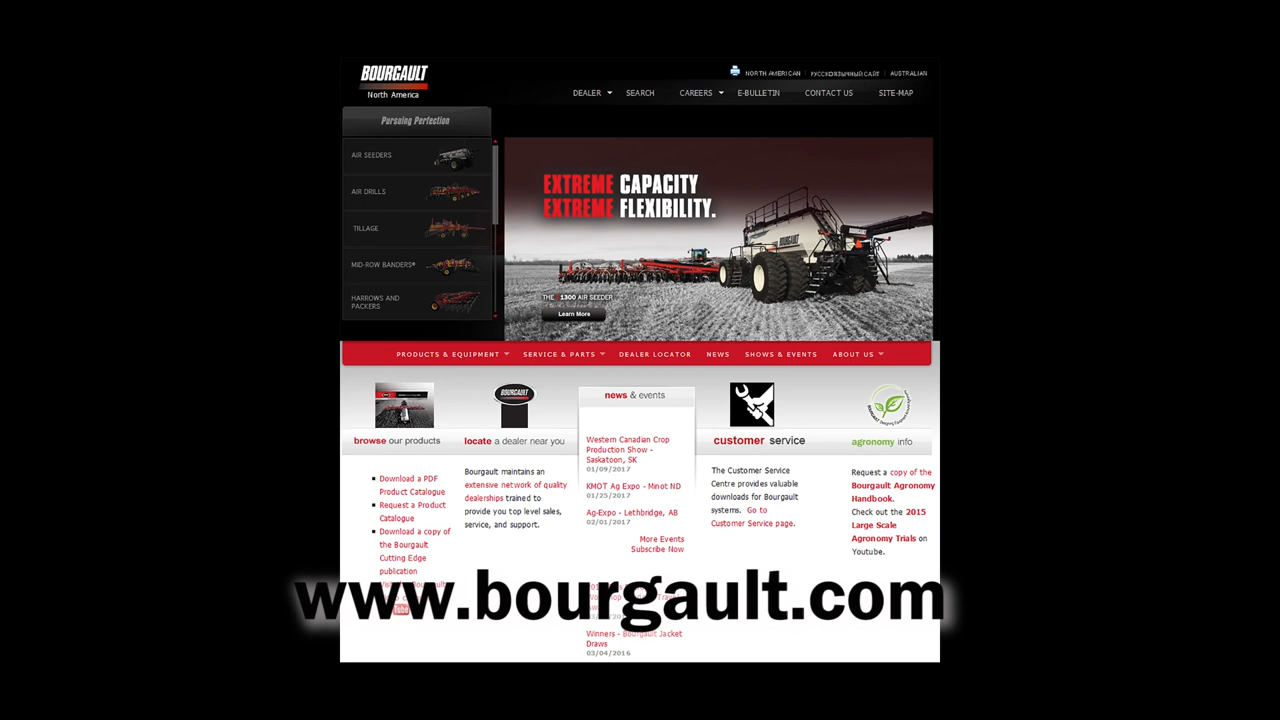 BOURGAULT
North America
NORTH AMERICAN
РУССКОЯЗЫЧНЫЙ САЙТ
AUSTRALIAN
DEALER
SEARCH
CAREERS
E-BULLETIN
CONTACT US
SITE-MAP
Pursuing Perfection
AIR SEEDERS
AIR DRILLS
TILLAGE
MID-ROW BANDERS®
HARROWS AND
PACKERS
EXTREME CAPACITY
EXTREME FLEXIBILITY.
BOURGAULT
1300 AIR SEEDER
Learn More
PRODUCTS & EQUIPMENT
SERVICE & PARTS
DEALER LOCATOR
NEWS
SHOWS & EVENTS
ABOUT US
browse our products
Download a PDF
Product Catalogue
Request a Product
Catalogue
Download a copy of
the Bourgault
Cutting Edge
publication
BOURGAULT
locate a dealer near you
Bourgault maintains an
extensive network of quality
dealerships trained to
provide you top level sales,
service, and support.
news & events
Western Canadian Crop
Production Show -
Saskatoon, SK
01/09/2017
KMOT Ag Expo - Minot ND
01/25/2017
Ag-Expo - Lethbridge, AB
02/01/2017
More Events
Subscribe Now
Winners - Bourgault Jacket
Draws
03/04/2016
customer service
The Customer Service
Centre provides valuable
downloads for Bourgault
systems. Go to
Customer Service page.
agronomy info
Request a copy of the
Bourgault Agronomy
Handbook.
Check out the 2015
Large Scale
Agronomy Trials on
Youtube.
www.bourgault.com